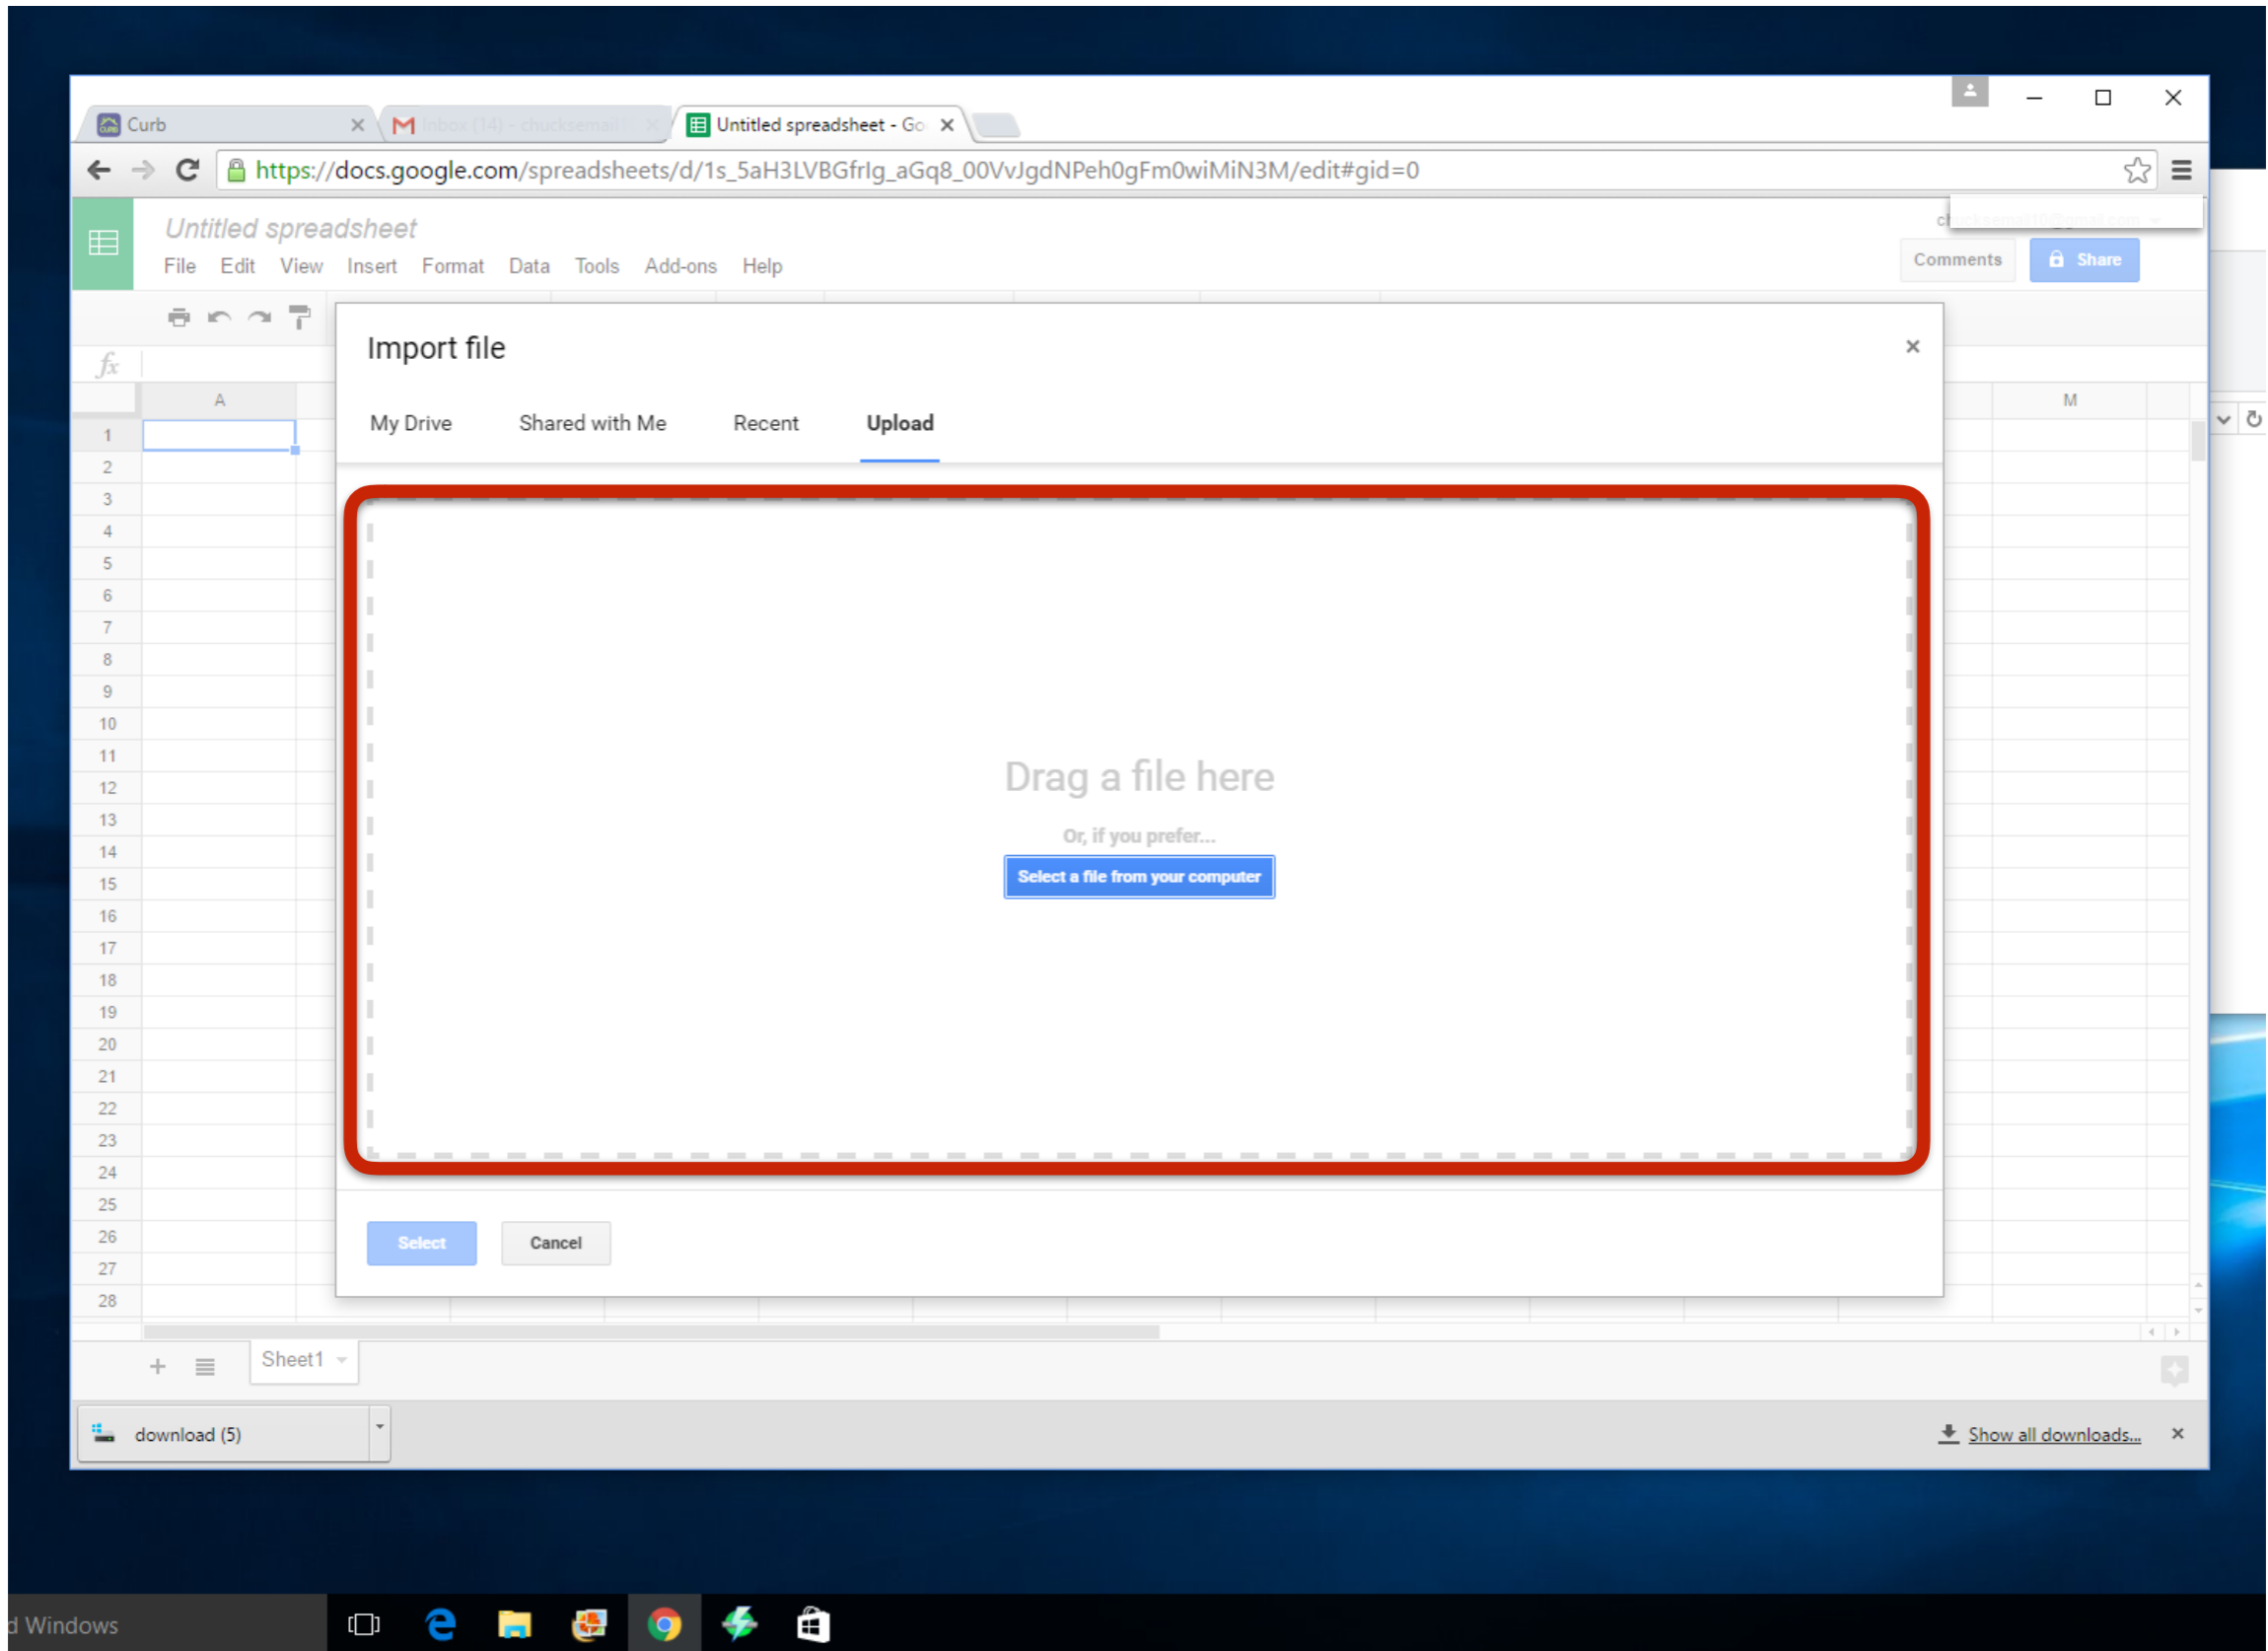 Curb
Inbox (14) - chucksemail
Untitled spreadsheet - Go
https://docs.google.com/spreadsheets/d/1s_5aH3LVBGfrIg_aGq8_00VvJgdNPeh0gFm0wiMiN3M/edit#gid=0
Untitled spreadsheet
File Edit View Insert Format Data Tools Add-ons Help
Comments
Share
Import file
fx
A
M
My Drive Shared with Me Recent Upload
1
2
3
4
5
6
7
8
9
10
11
12
13
14
15
16
17
18
19
20
21
22
23
24
25
26
27
28
Drag a file here
Or, if you prefer...
Select a file from your computer
Select
Cancel
Sheet1
download (5)
Show all downloads...
Windows